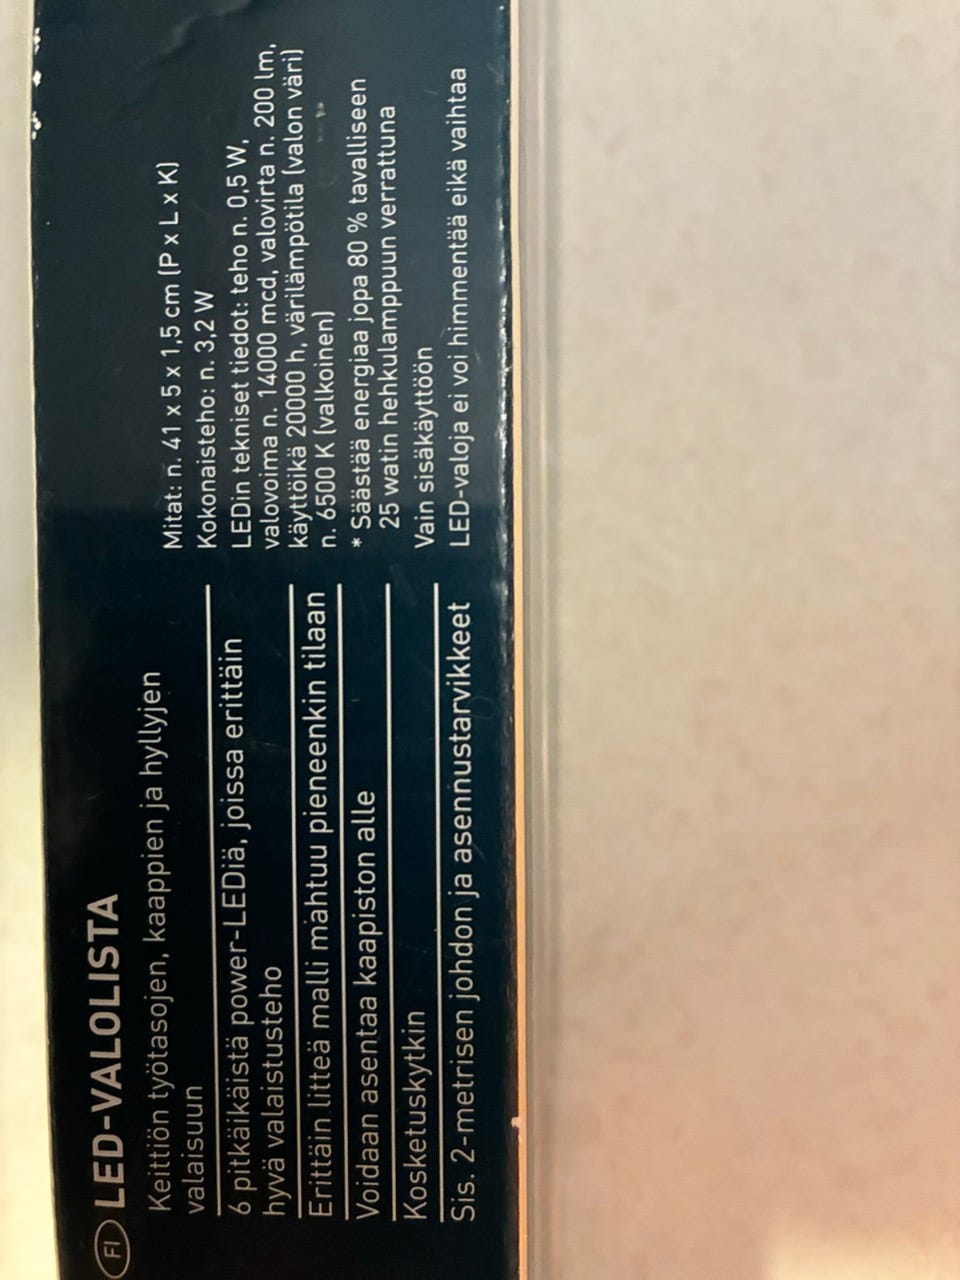 FI LED-VALOLISTA
Keittiön työtasojen, kaappien ja hyllyjen
valaisuun
6 pitkäikäistä power-LEDiä, joissa erittäin
hyvä valaistusteho
Erittäin litteä malli mahtuu pieneenkin tilaan
Voidaan asentaa kaapiston alle
Kosketuskytkin
Sis. 2-metrisen johdon ja asennustarvikkeet
Mitat: n. 41 x 5 x 1,5 cm (P x L x K)
Kokonaisteho: n. 3,2 W
LEDin tekniset tiedot: teho n. 0,5 W,
valovoima n. 14000 mcd, valovirta n. 200 lm,
käyttöikä 20000 h, värilämpötila (valon väri)
n. 6500 K (valkoinen)
* Säästää energiaa jopa 80 % tavalliseen
25 watin hehkulamppuun verrattuna
Vain sisäkäyttöön
LED-valoja ei voi himmentää eikä vaihtaa